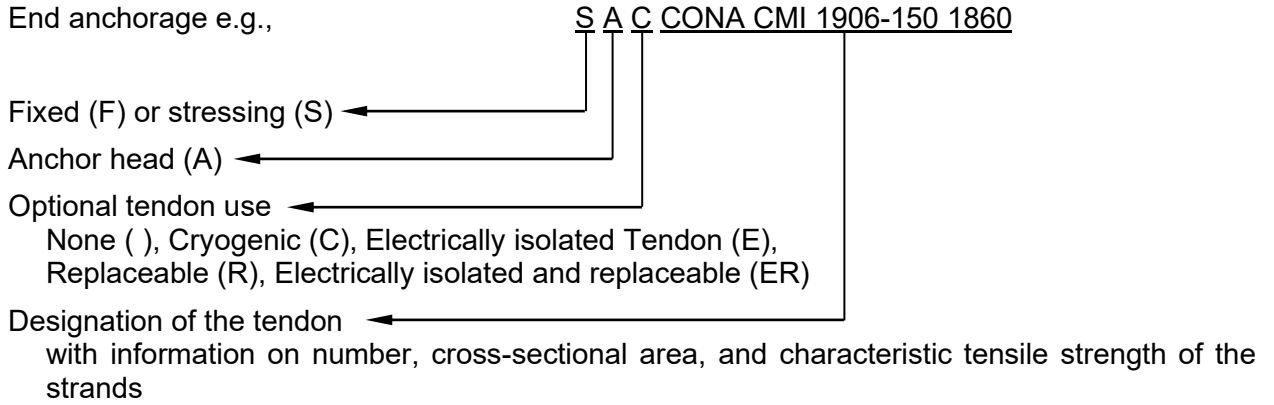 End anchorage e.g., S A C CONA CMI 1906-150 1860
Fixed (F) or stressing (S)
Anchor head (A)
Optional tendon use
None ( ), Cryogenic (C), Electrically isolated Tendon (E),
Replaceable (R), Electrically isolated and replaceable (ER)
Designation of the tendon
with information on number, cross-sectional area, and characteristic tensile strength of the
strands